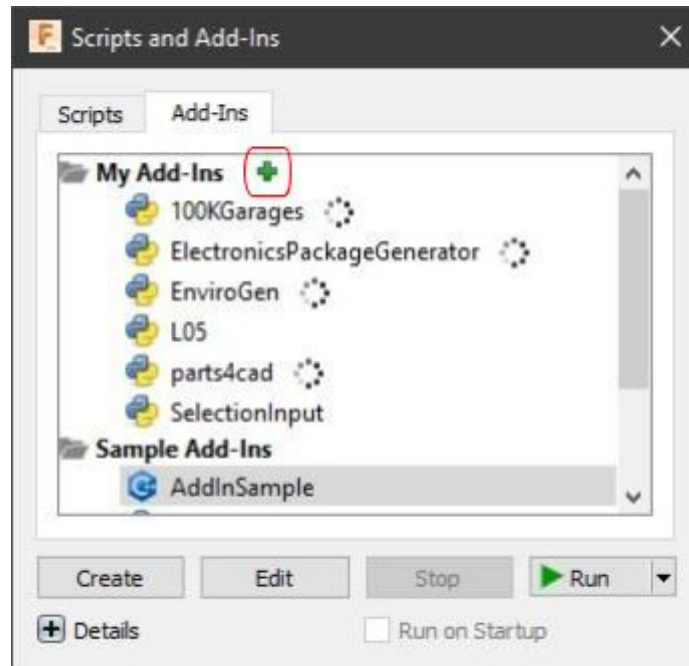 Scripts and Add-Ins
Scripts Add-Ins
My Add-Ins
100KGarages
ElectronicsPackageGenerator
EnviroGen
L05
parts4cad
SelectionInput
Sample Add-Ins
AddInSample
Create Edit Stop Run
Details Run on Startup